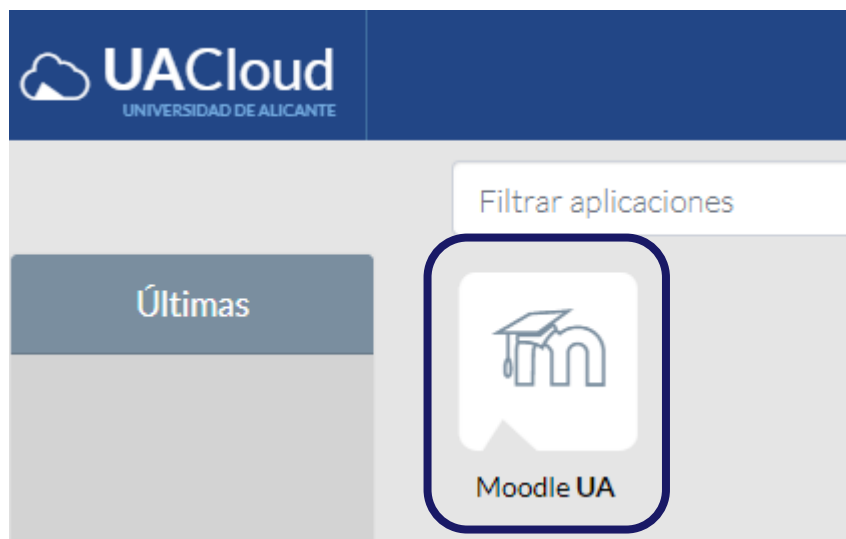 UACloud
UNIVERSIDAD DE ALICANTE
Filtrar aplicaciones
Últimas
m
Moodle UA